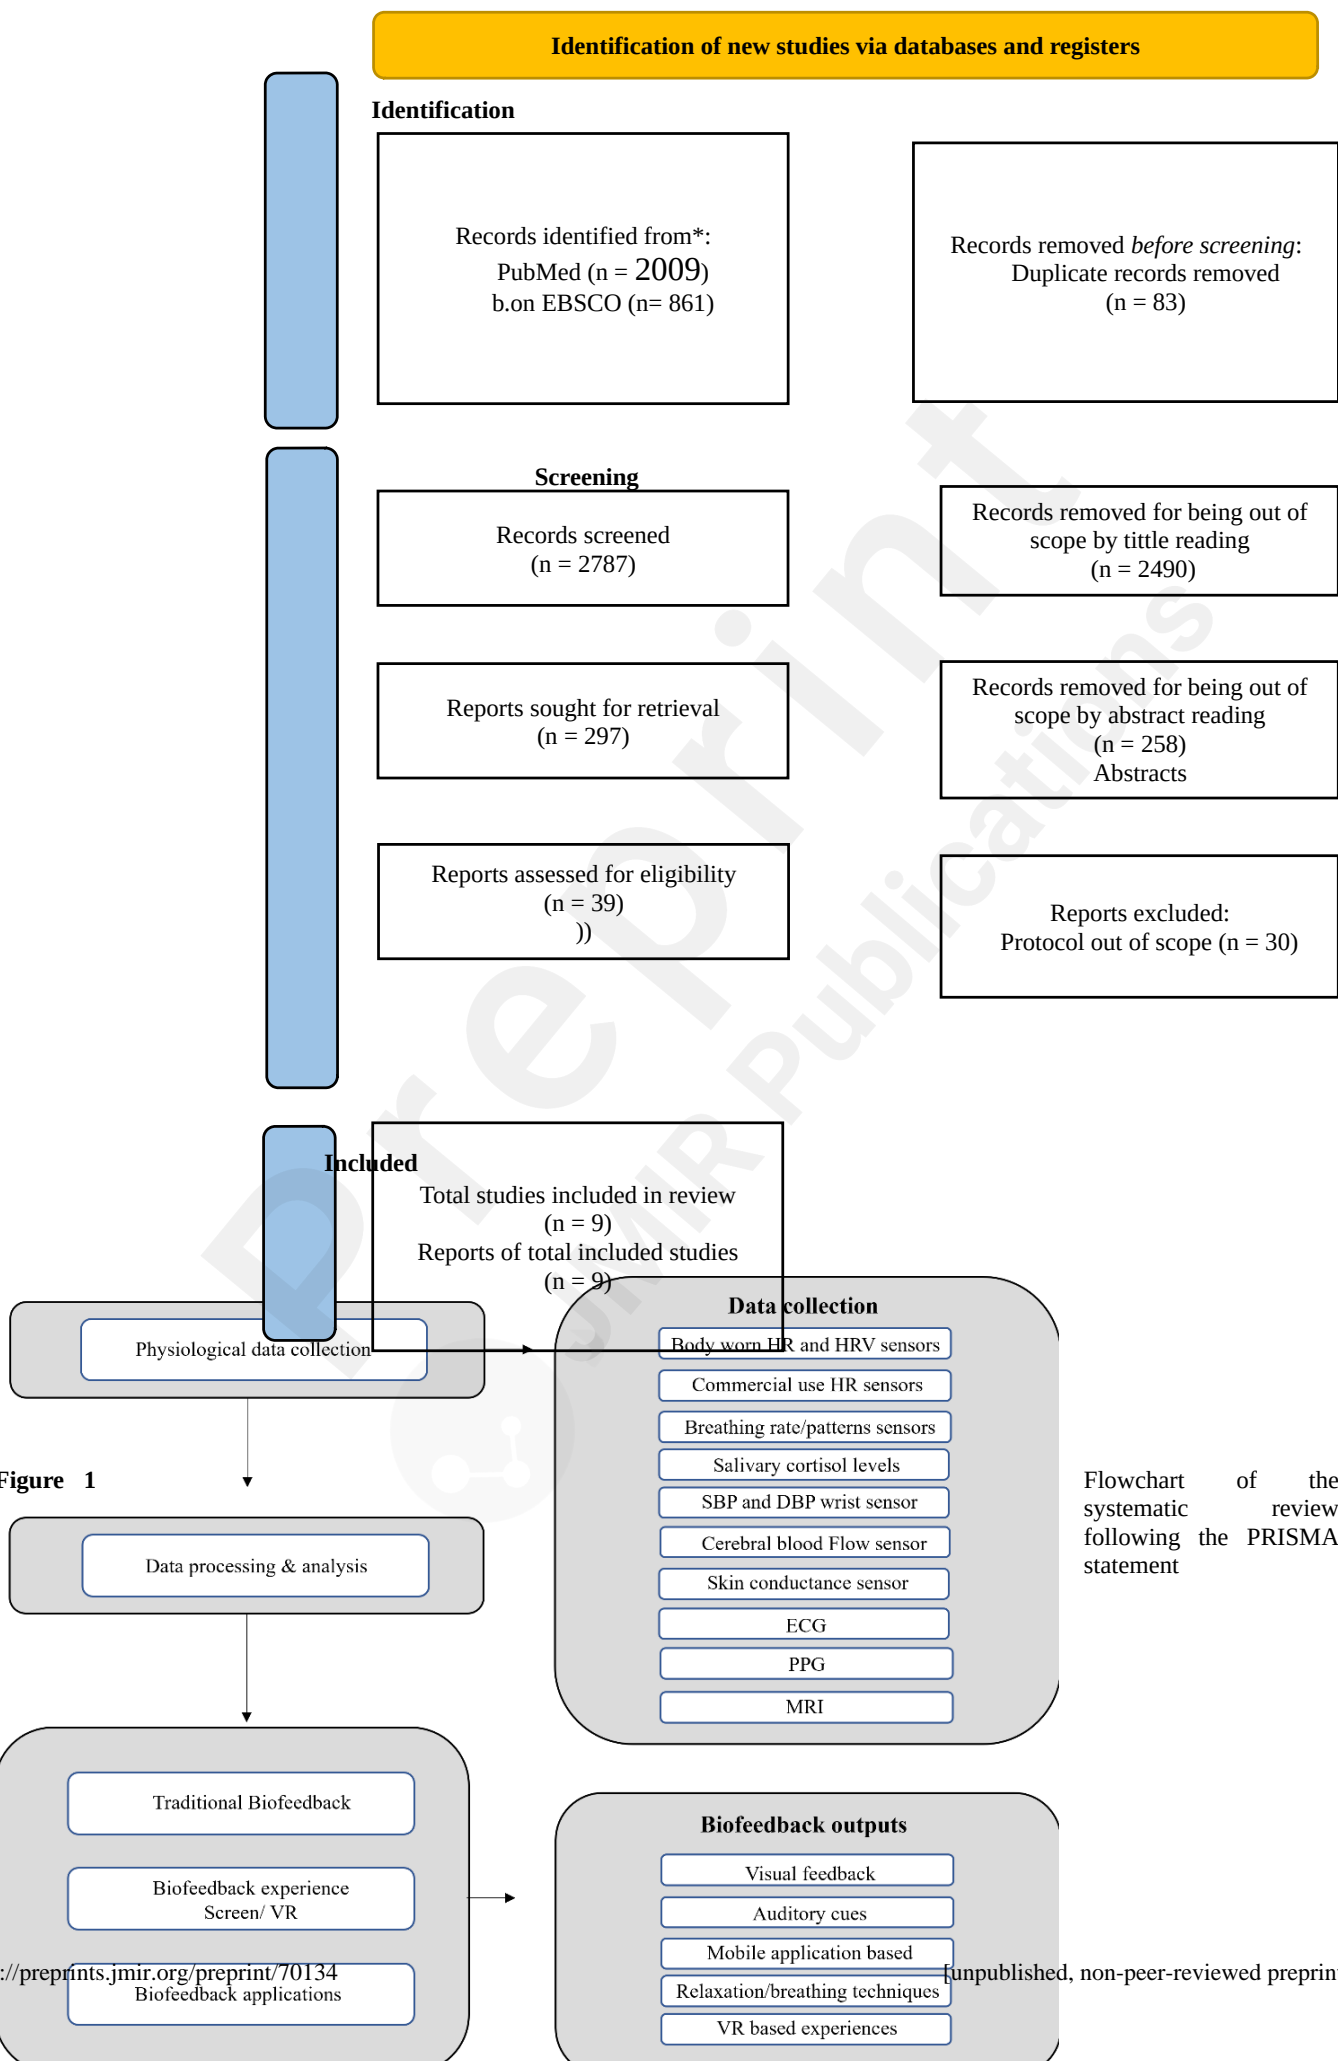 Identification of new studies via databases and registers
Identification
Records identified from*:
PubMed (n = 2009)
b.on EBSCO (n= 861)
Records removed before screening:
Duplicate records removed
(n = 83)
Screening
Records screened
(n = 2787)
Records removed for being out of
scope by tittle reading
(n = 2490)
Reports sought for retrieval
(n = 297)
Records removed for being out of
scope by abstract reading
(n = 258)
Abstracts
Reports assessed for eligibility
(n = 39)
))
Reports excluded:
Protocol out of scope (n = 30)
Included
Total studies included in review
(n = 9)
Reports of total included studies
(n = 9)
Physiological data collection
Data collection
Body worn HR and HRV sensors
Commercial use HR sensors
Breathing rate/patterns sensors
Salivary cortisol levels
SBP and DBP wrist sensor
Cerebral blood Flow sensor
Skin conductance sensor
ECG
PPG
MRI
Figure 1
Flowchart of the
systematic review
following the PRISMA
statement
Data processing & analysis
Traditional Biofeedback
Biofeedback experience
Screen/ VR
Biofeedback applications
Biofeedback outputs
Visual feedback
Auditory cues
Mobile application based
Relaxation/breathing techniques
VR based experiences
://preprints.jmir.org/preprint/70134
[unpublished, non-peer-reviewed preprint
Preprint
JMIR Publications